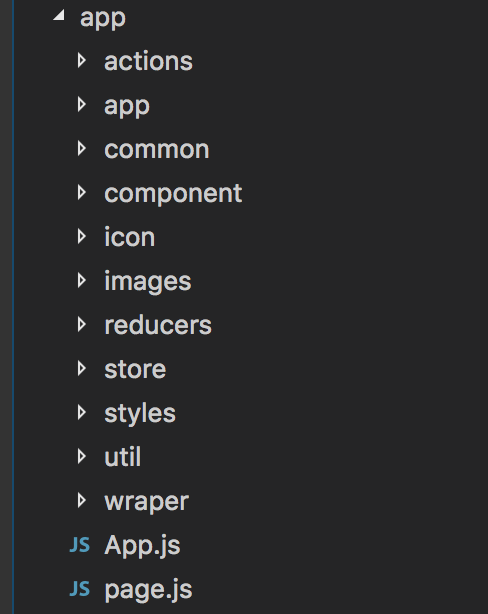 app
actions
app
common
component
icon
images
reducers
store
styles
util
wraper
JS App.js
JS page.js